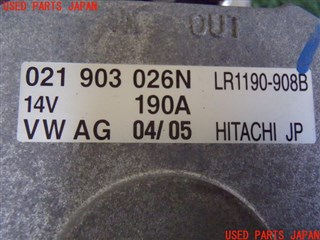 USED PARTS JAPAN
OUT
021 903 026N LR1190-908B
14V 190A
VW AG 04/05 HITACHI JP
USED PARTS JAPAN